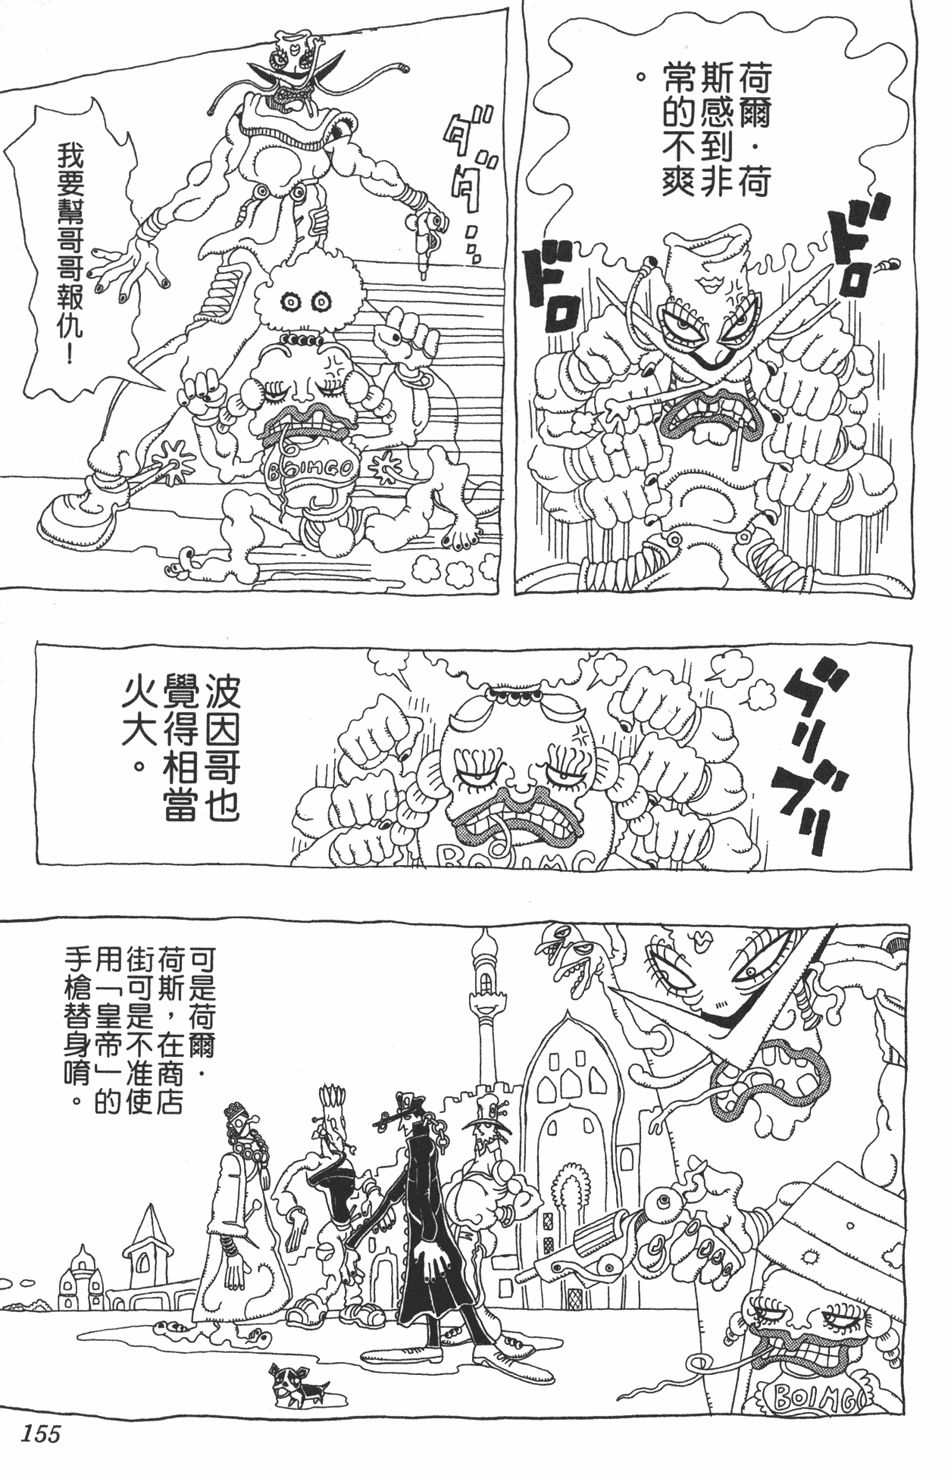 荷爾．荷
斯感到非
常的不爽
。
ドロ
ドロ
ダダ…
我要幫哥哥報仇！
BOIMGO
ブリブリ
波因哥也
覺得相當
火大。
BOIMGO
可是荷爾．
荷斯，在商店
街可是不准使
用「皇帝」的
手槍替身唷。
BOIMGO
155